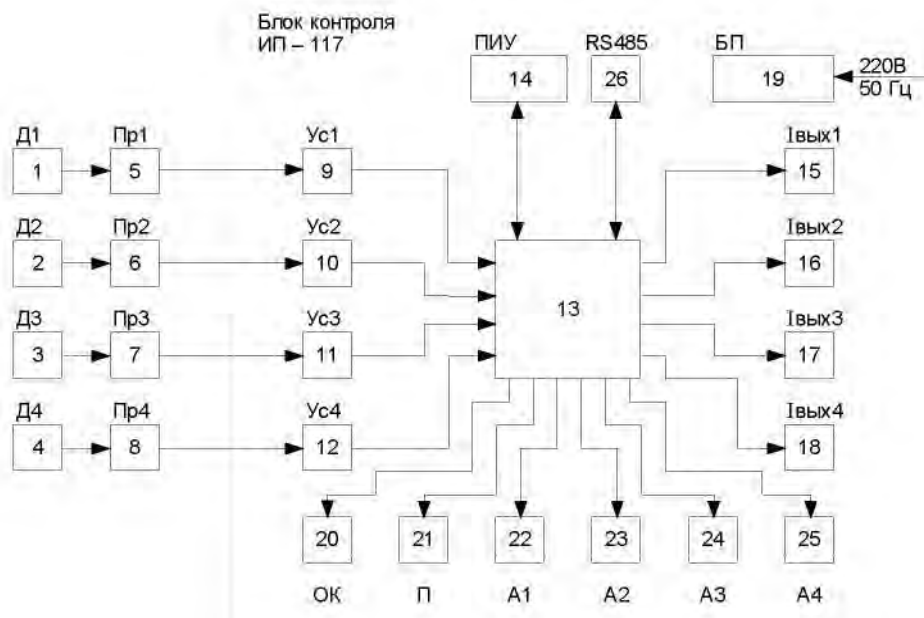 Блок контроля
ИП – 117
ПИУ
RS485
БП
14
26
19
220В
50 Гц
Д1
Пр1
Ус1
Iвых1
1
5
9
15
Д2
Пр2
Ус2
Iвых2
2
6
10
16
13
Д3
Пр3
Ус3
Iвых3
3
7
11
17
Д4
Пр4
Ус4
Iвых4
4
8
12
18
20
21
22
23
24
25
ОК
П
А1
А2
А3
А4